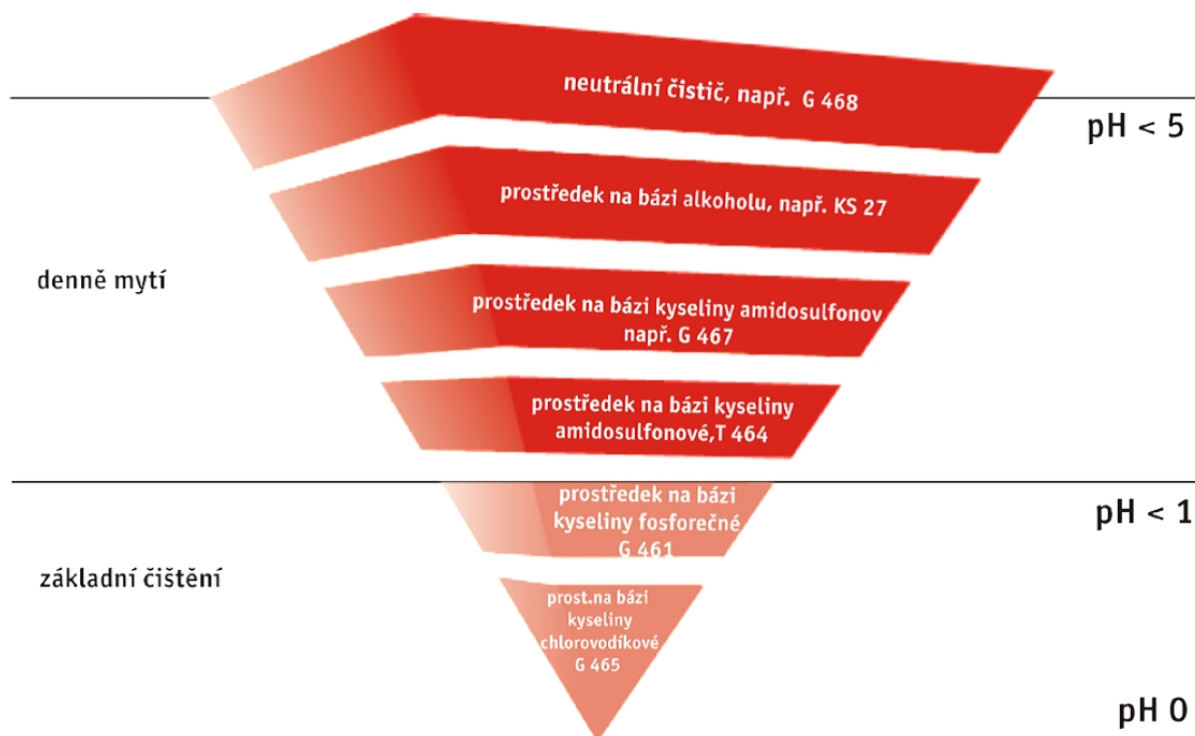 neutrální čistič, např. G 468
pH < 5
prostředek na bázi alkoholu, např. KS 27
denně mytí
prostředek na bázi kyseliny amidosulfonov
např. G 467
prostředek na bázi kyseliny
amidosulfonové,T 464
pH < 1
prostředek na bázi
kyseliny fosforečné
G 461
základní čištění
prost.na bázi
kyseliny
chlorovodíkové
G 465
pH 0